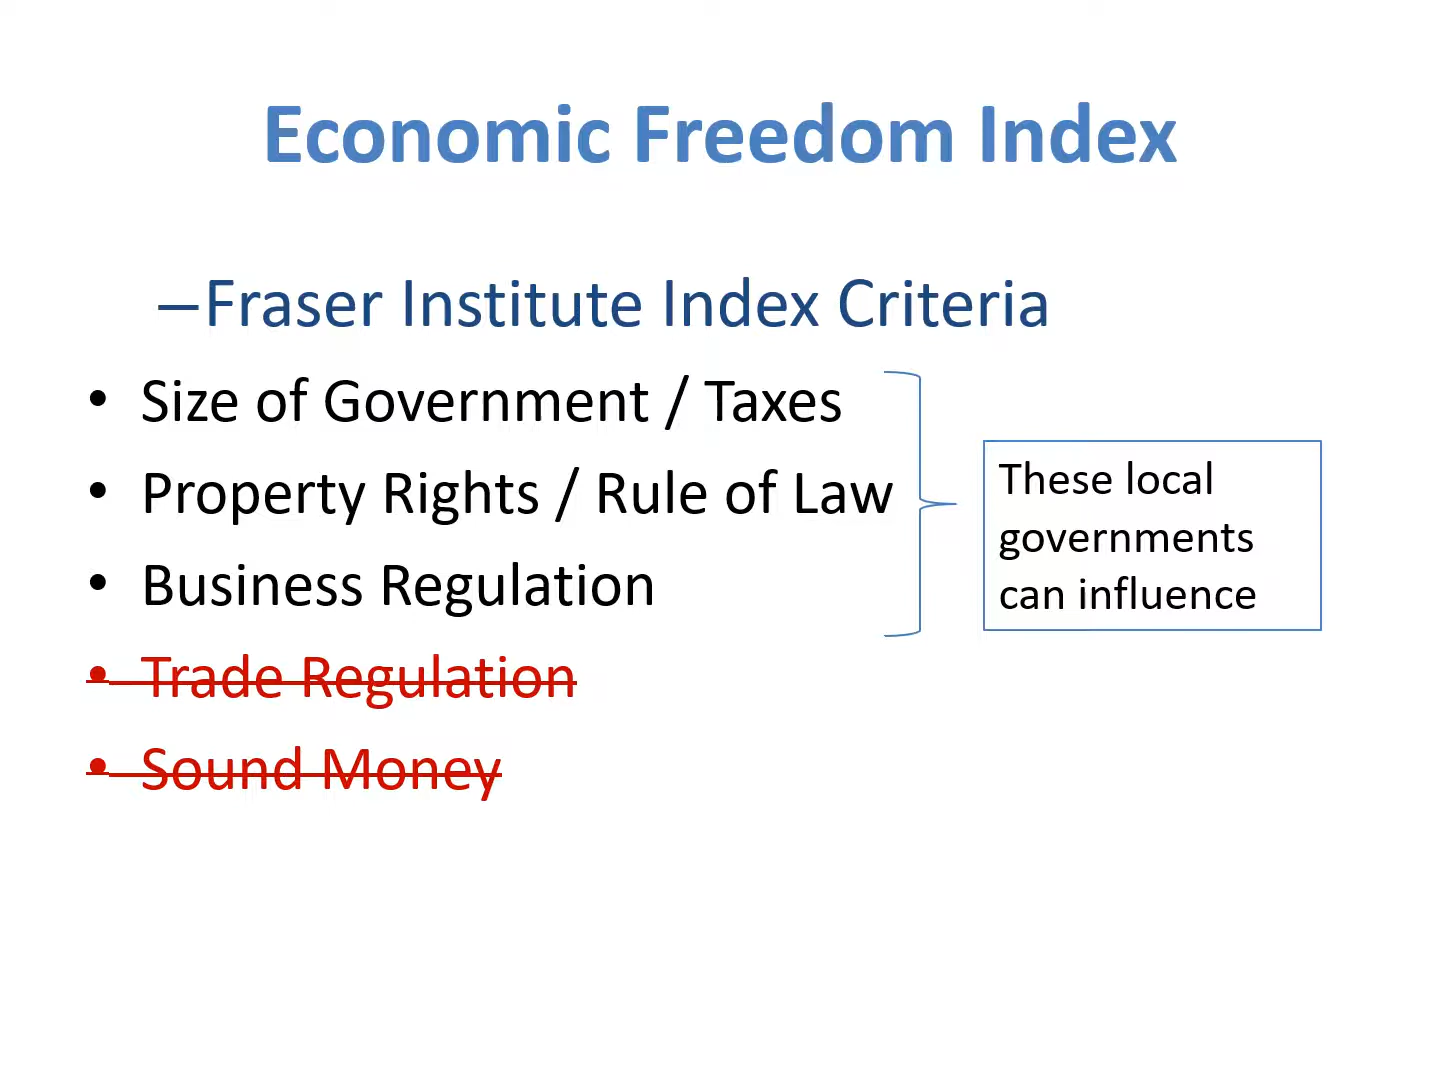 Economic Freedom Index
–Fraser Institute Index Criteria
• Size of Government / Taxes
• Property Rights / Rule of Law
• Business Regulation
• Trade Regulation
• Sound Money
These local
governments
can influence